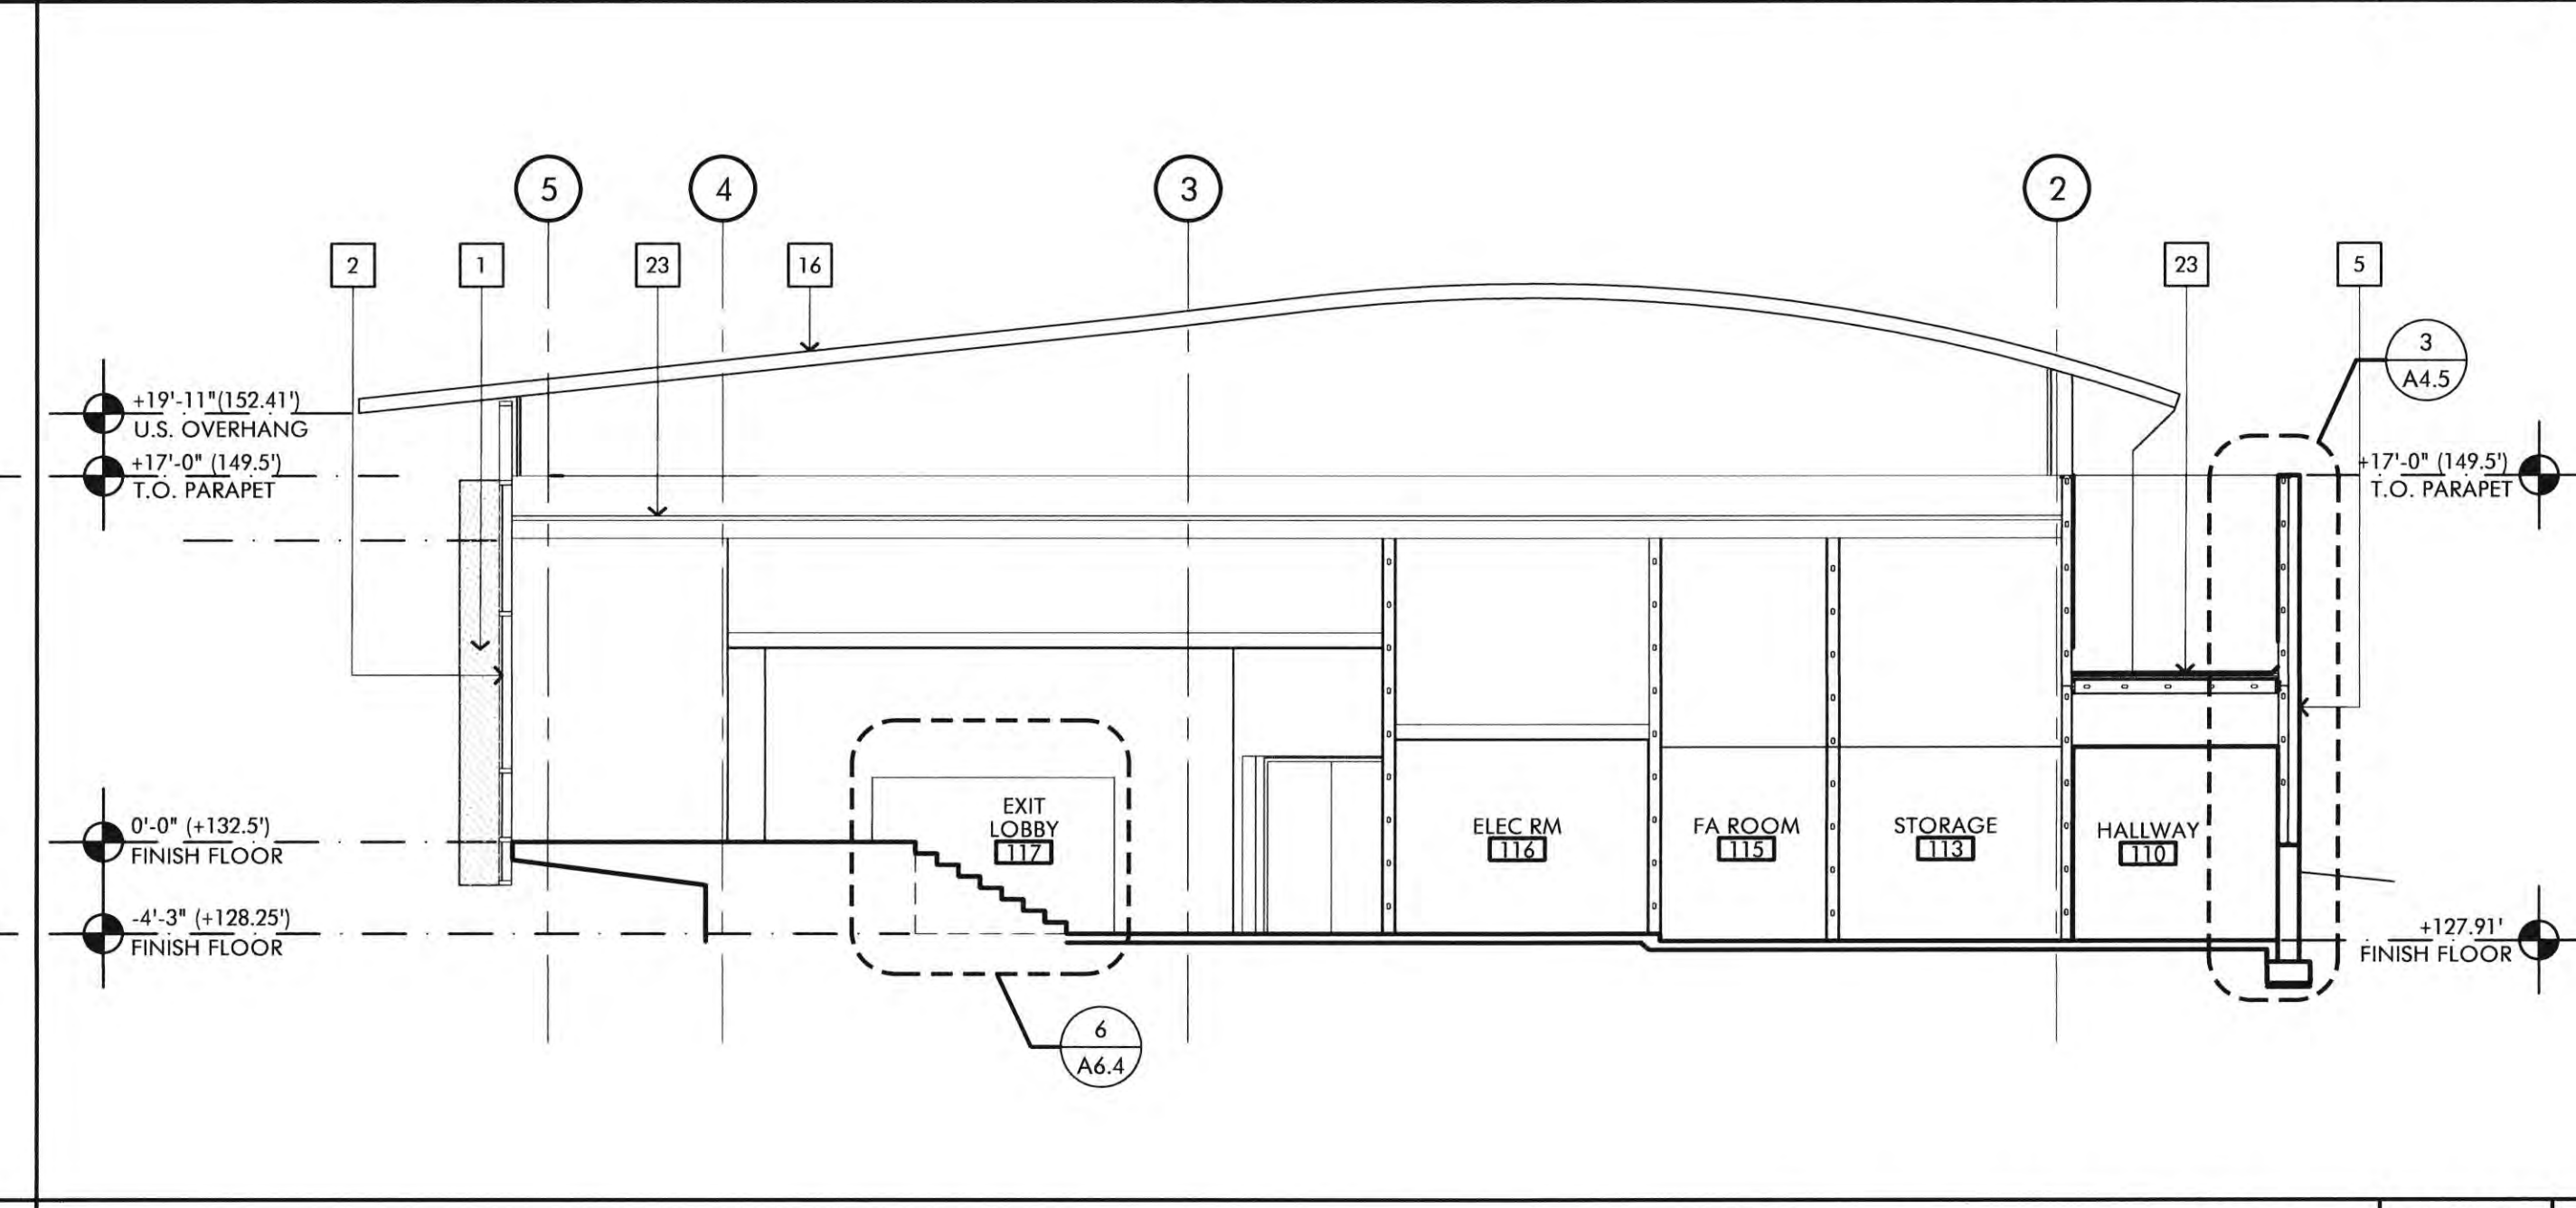 5
4
3
2
2
1
23
16
23
5
3
A4.5
+19'-11"(152.41')
U.S. OVERHANG
+17'-0" (149.5')
T.O. PARAPET
+17'-0" (149.5')
T.O. PARAPET
EXIT
LOBBY
117
ELEC RM
116
FA ROOM
115
STORAGE
113
HALLWAY
110
0'-0" (+132.5')
FINISH FLOOR
-4'-3" (+128.25')
FINISH FLOOR
+127.91'
FINISH FLOOR
6
A6.4